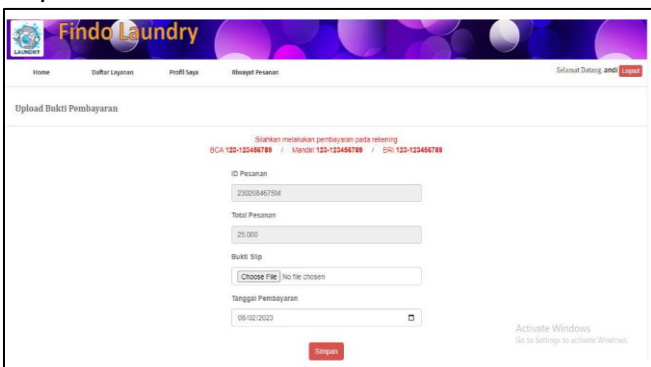 Findo Laundry
LAUNDRY
Home Daftar Layanan Profil Saya Riwayat Pesanan Selamat Datang, andi Logout
Upload Bukti Pembayaran
Silahkan melakukan pembayaran pada rekening
BCA 123-123456789 / Mandiri 123-123456789 / BRI 123-123456789
ID Pesanan
230208467SM
Total Pesanan
25.000
Bukti Slip
Choose File No file chosen
Tanggal Pembayaran
08/02/2023
Simpan
Activate Windows
Go to Settings to activate Windows.